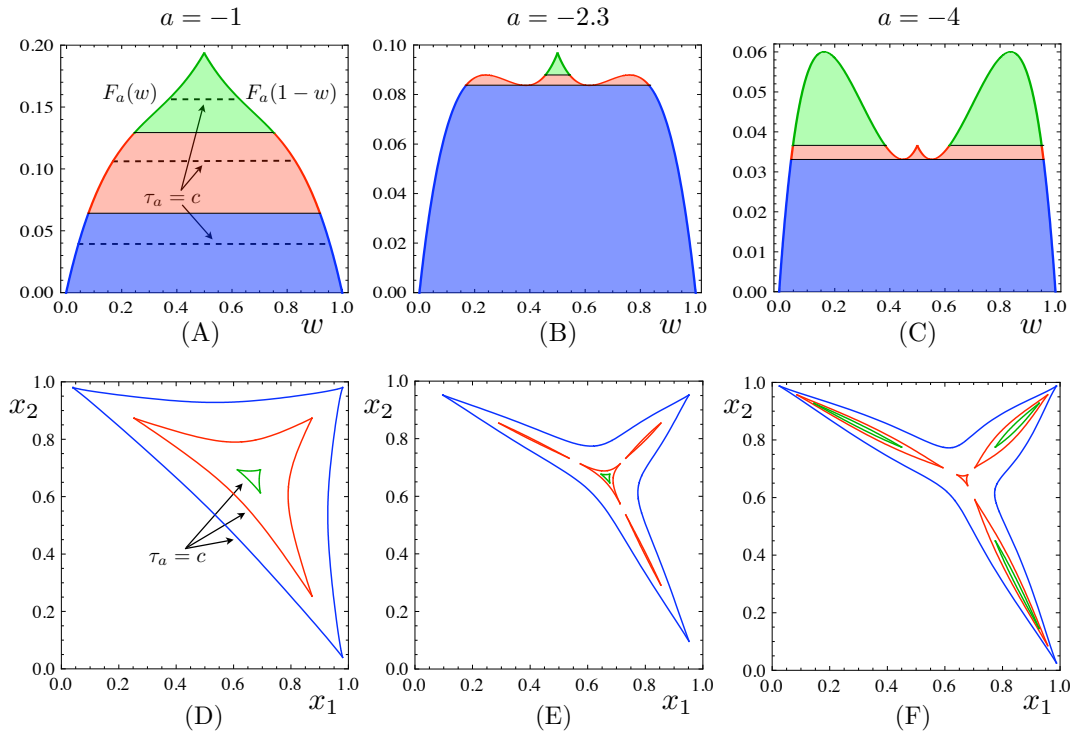 a = −1
a = −2.3
a = −4
0.20
0.15
0.10
0.05
0.00
F_a(w)
F_a(1 − w)
τ_a = c
0.0 0.2 0.4 0.6 0.8 1.0
w
(A)
0.10
0.08
0.06
0.04
0.02
0.00
0.0 0.2 0.4 0.6 0.8 1.0
w
(B)
0.06
0.05
0.04
0.03
0.02
0.01
0.00
0.0 0.2 0.4 0.6 0.8 1.0
w
(C)
1.0
x_2
0.8
0.6
0.4
0.2
0.0
τ_a = c
0.0 0.2 0.4 0.6 0.8 1.0
x_1
(D)
1.0
x_2
0.8
0.6
0.4
0.2
0.0
0.0 0.2 0.4 0.6 0.8 1.0
x_1
(E)
1.0
x_2
0.8
0.6
0.4
0.2
0.0
0.0 0.2 0.4 0.6 0.8 1.0
x_1
(F)